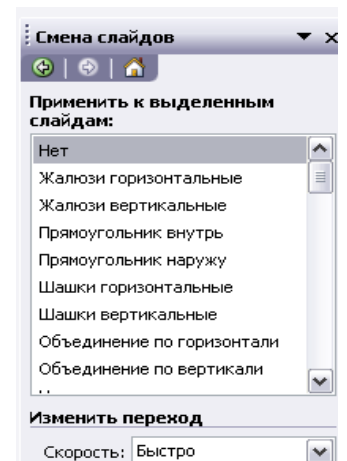 Смена слайдов
Применить к выделенным
слайдам:
Нет
Жалюзи горизонтальные
Жалюзи вертикальные
Прямоугольник внутрь
Прямоугольник наружу
Шашки горизонтальные
Шашки вертикальные
Объединение по горизонтали
Объединение по вертикали
Изменить переход
Скорость: Быстро